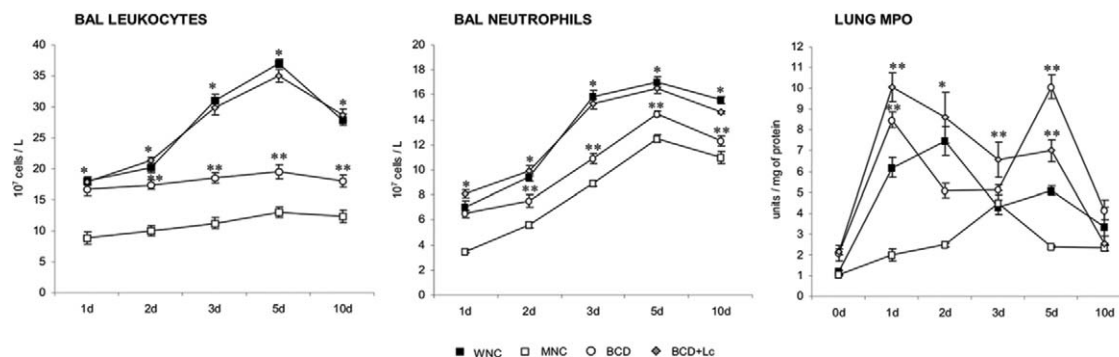 BAL LEUKOCYTES
40
35
30
25
20
15
10
5
0
10⁷ cells / L
* * * * *
** ** ** **
1d 2d 3d 5d 10d
BAL NEUTROPHILS
20
18
16
14
12
10
8
6
4
2
0
10⁷ cells / L
* * * * *
** ** ** **
1d 2d 3d 5d 10d
LUNG MPO
12
11
10
9
8
7
6
5
4
3
2
1
0
units / mg of protein
** * **
** ** **
0d 1d 2d 3d 5d 10d
WNC MNC BCD BCD+Lc